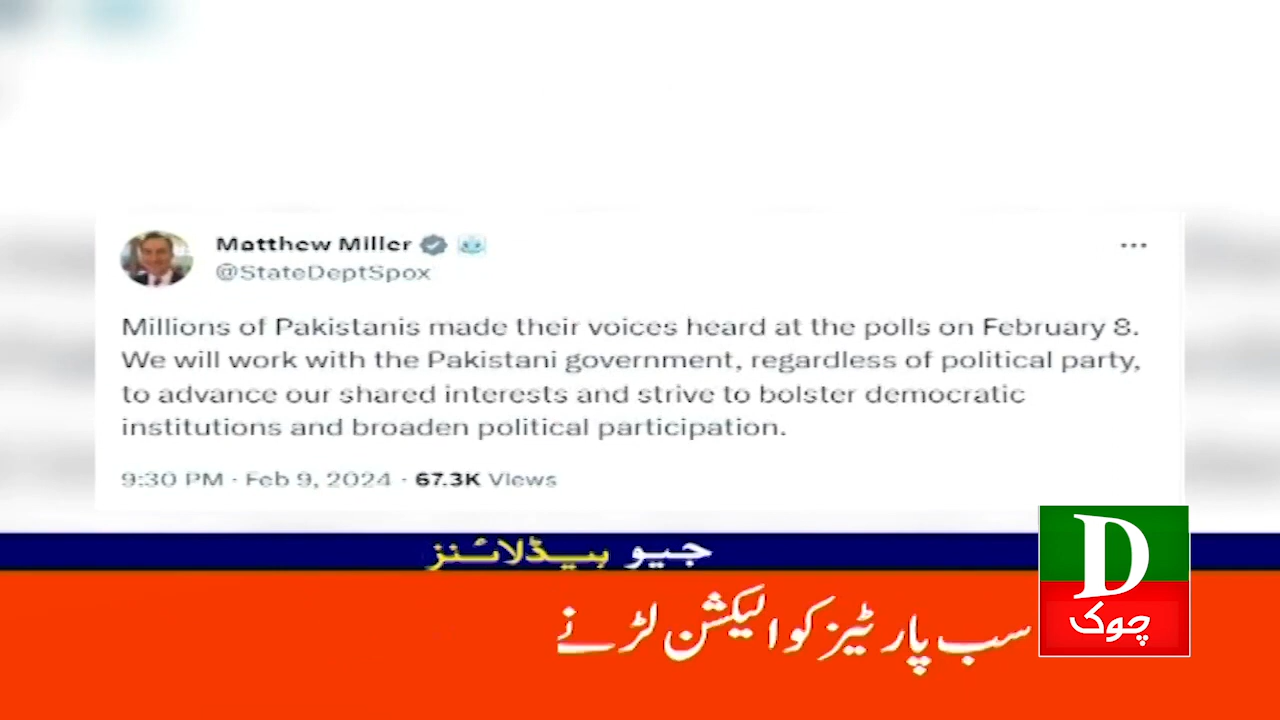 Matthew Miller
@StateDeptSpox
Millions of Pakistanis made their voices heard at the polls on February 8.
We will work with the Pakistani government, regardless of political party,
to advance our shared interests and strive to bolster democratic
institutions and broaden political participation.
9:30 PM · Feb 9, 2024 · 67.3K Views
جیو ہیڈلائنز
سب پارٹیز کو الیکشن لڑنے
D
چوک